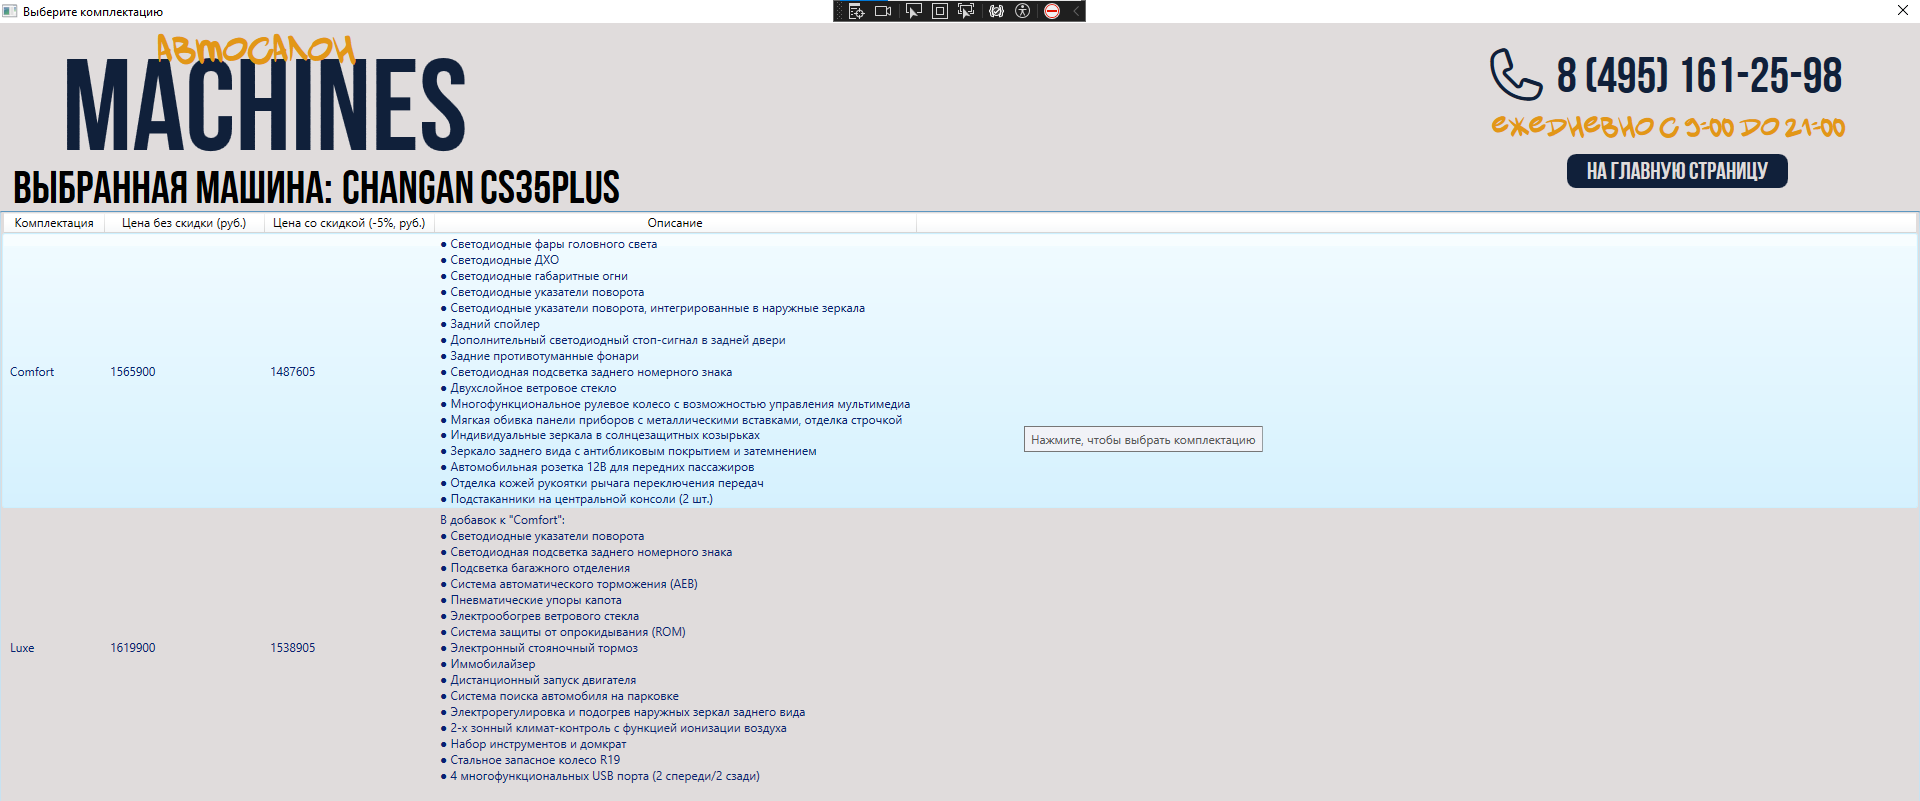 Выберите комплектацию
Автосалон
MACHINES
8 (495) 161-25-98
ежедневно с 9-00 до 21-00
НА ГЛАВНУЮ СТРАНИЦУ
ВЫБРАННАЯ МАШИНА: CHANGAN CS35PLUS
Комплектация Цена без скидки (руб.) Цена со скидкой (-5%, руб.) Описание
● Светодиодные фары головного света
● Светодиодные ДХО
● Светодиодные габаритные огни
● Светодиодные указатели поворота
● Светодиодные указатели поворота, интегрированные в наружные зеркала
● Задний спойлер
● Дополнительный светодиодный стоп-сигнал в задней двери
● Задние противотуманные фонари
Comfort 1565900 1487605 ● Светодиодная подсветка заднего номерного знака
● Двухслойное ветровое стекло
● Многофункциональное рулевое колесо с возможностью управления мультимедиа
● Мягкая обивка панели приборов с металлическими вставками, отделка строчкой
● Индивидуальные зеркала в солнцезащитных козырьках
Нажмите, чтобы выбрать комплектацию
● Зеркало заднего вида с антибликовым покрытием и затемнением
● Автомобильная розетка 12В для передних пассажиров
● Отделка кожей рукоятки рычага переключения передач
● Подстаканники на центральной консоли (2 шт.)
В добавок к "Comfort":
● Светодиодные указатели поворота
● Светодиодная подсветка заднего номерного знака
● Подсветка багажного отделения
● Система автоматического торможения (AEB)
● Пневматические упоры капота
● Электрообогрев ветрового стекла
● Система защиты от опрокидывания (ROM)
Luxe 1619900 1538905 ● Электронный стояночный тормоз
● Иммобилайзер
● Дистанционный запуск двигателя
● Система поиска автомобиля на парковке
● Электрорегулировка и подогрев наружных зеркал заднего вида
● 2-х зонный климат-контроль с функцией ионизации воздуха
● Набор инструментов и домкрат
● Стальное запасное колесо R19
● 4 многофункциональных USB порта (2 спереди/2 сзади)